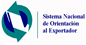 Sistema Nacional
de Orientación
al Exportador